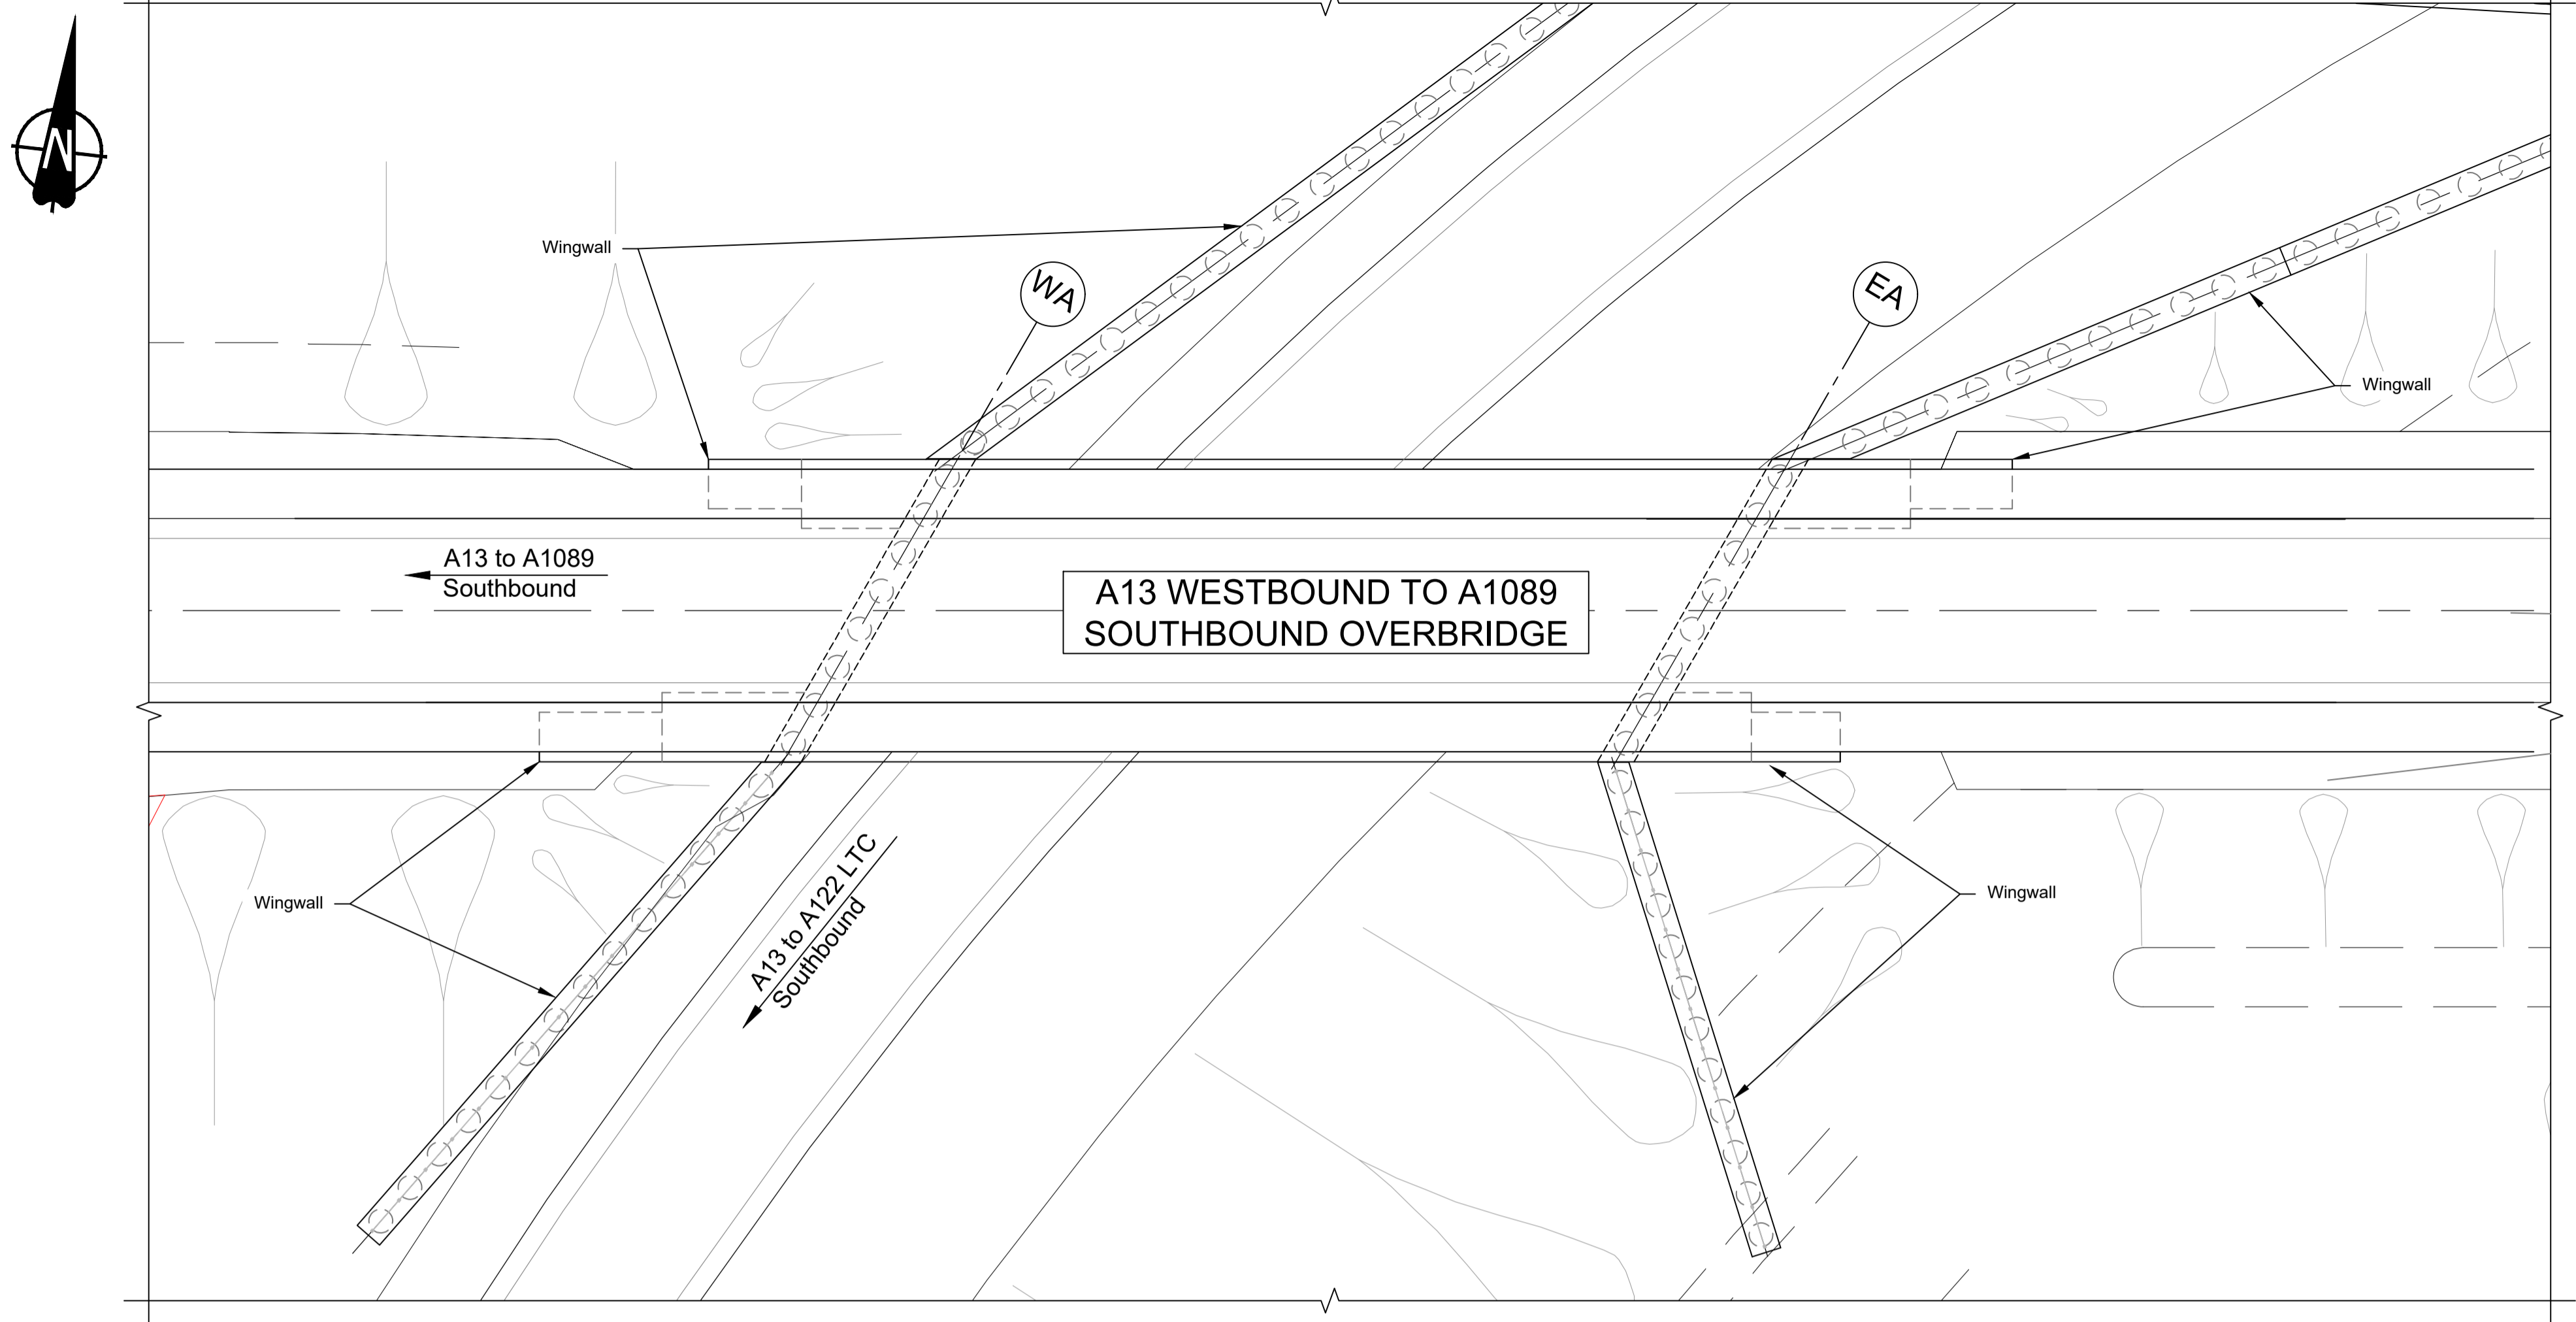 N
Wingwall
WA
EA
Wingwall
A13 to A1089
Southbound
A13 WESTBOUND TO A1089
SOUTHBOUND OVERBRIDGE
Wingwall
A13 to A122 LTC
Southbound
Wingwall